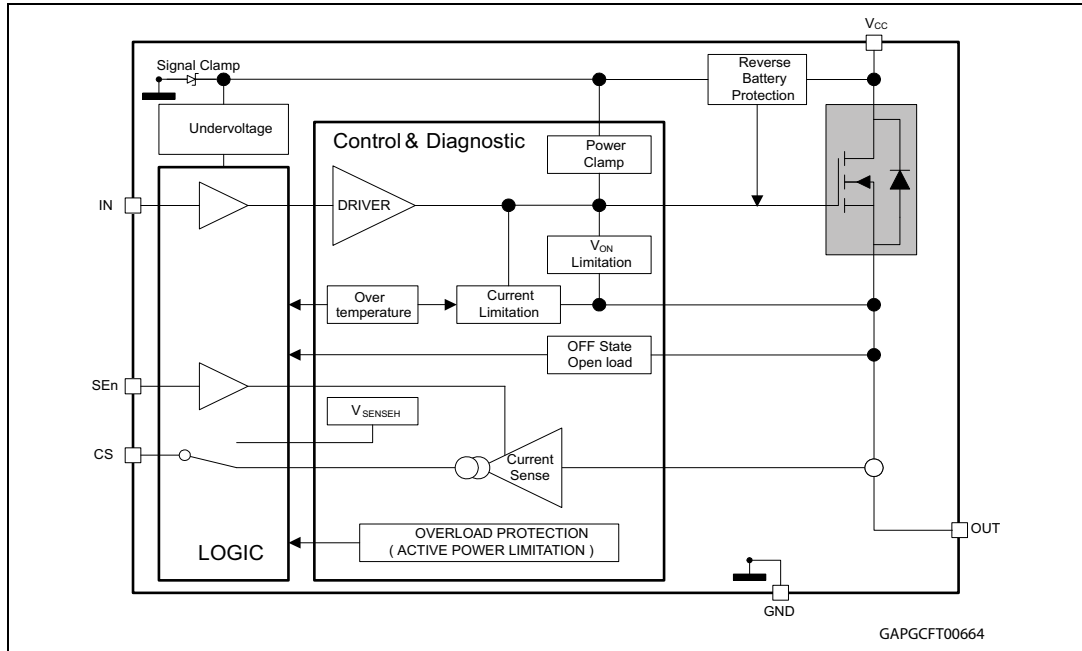 VCC
Signal Clamp
Reverse
Battery
Protection
Undervoltage
Control & Diagnostic
Power
Clamp
IN
DRIVER
VON
Limitation
Over
temperature
Current
Limitation
OFF State
Open load
SEn
VSENSEH
CS
Current
Sense
OVERLOAD PROTECTION
( ACTIVE POWER LIMITATION )
LOGIC
OUT
GND
GAPGCFT00664